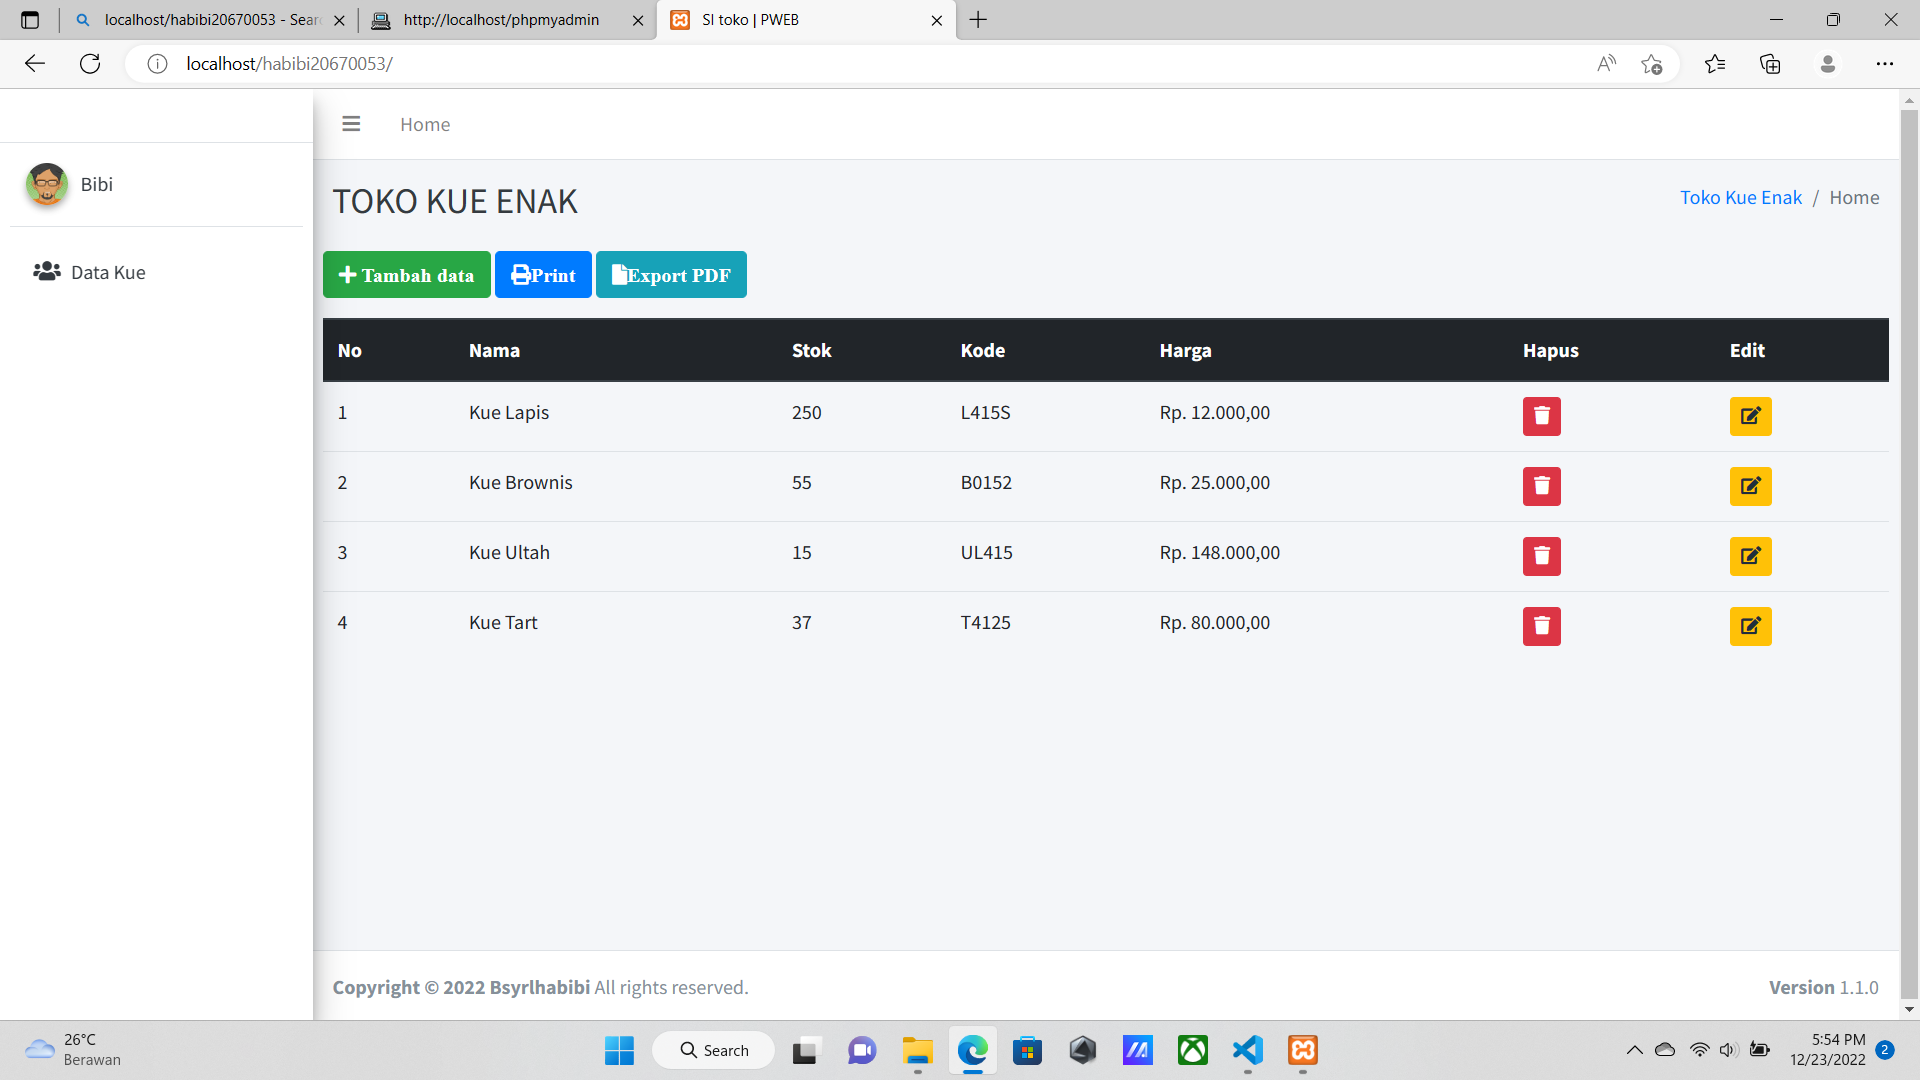 localhost/habibi20670053 - Sear
http://localhost/phpmyadmin
SI toko | PWEB
localhost/habibi20670053/
Home
Bibi
Data Kue
TOKO KUE ENAK
Toko Kue Enak / Home
Tambah data Print Export PDF
No Nama Stok Kode Harga Hapus Edit
1 Kue Lapis 250 L415S Rp. 12.000,00
2 Kue Brownis 55 B0152 Rp. 25.000,00
3 Kue Ultah 15 UL415 Rp. 148.000,00
4 Kue Tart 37 T4125 Rp. 80.000,00
Copyright © 2022 Bsyrlhabibi All rights reserved.
Version 1.1.0
26°C
Berawan
Search
5:54 PM
12/23/2022
2